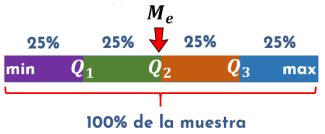 Me
25% 25% 25% 25%
min Q1 Q2 Q3 max
100% de la muestra